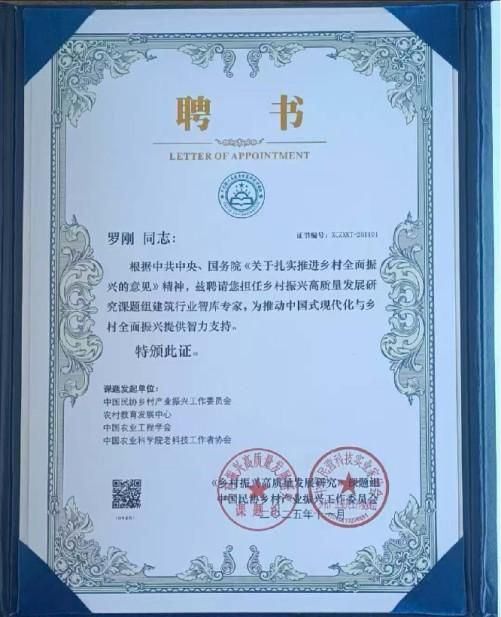 聘 书
LETTER OF APPOINTMENT
罗刚 同志：
证书编号：
根据中共中央、国务院《关于扎实推进乡村全面振
兴的意见》精神，兹聘请您担任乡村振兴高质量发展研
究课题组建筑行业智库专家，为推动中国式现代化与乡
村全面振兴提供智力支持。
特颁此证。
课题发起单位：
中国民协乡村产业振兴工作委员会
农村教育发展中心
中国农业工程学会
中国农业科学院老科技工作者协会
《乡村振兴高质量发展研究》课题组
中国民协乡村产业振兴工作委员会
二〇二五年十一月